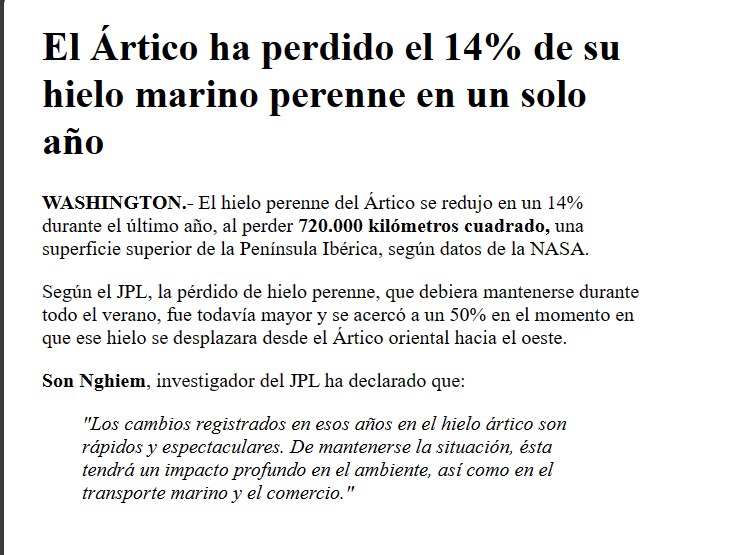 El Ártico ha perdido el 14% de su
hielo marino perenne en un solo
año
WASHINGTON.- El hielo perenne del Ártico se redujo en un 14%
durante el último año, al perder 720.000 kilómetros cuadrado, una
superficie superior de la Península Ibérica, según datos de la NASA.
Según el JPL, la pérdido de hielo perenne, que debiera mantenerse durante
todo el verano, fue todavía mayor y se acercó a un 50% en el momento en
que ese hielo se desplazara desde el Ártico oriental hacia el oeste.
Son Nghiem, investigador del JPL ha declarado que:
"Los cambios registrados en esos años en el hielo ártico son
rápidos y espectaculares. De mantenerse la situación, ésta
tendrá un impacto profundo en el ambiente, así como en el
transporte marino y el comercio."